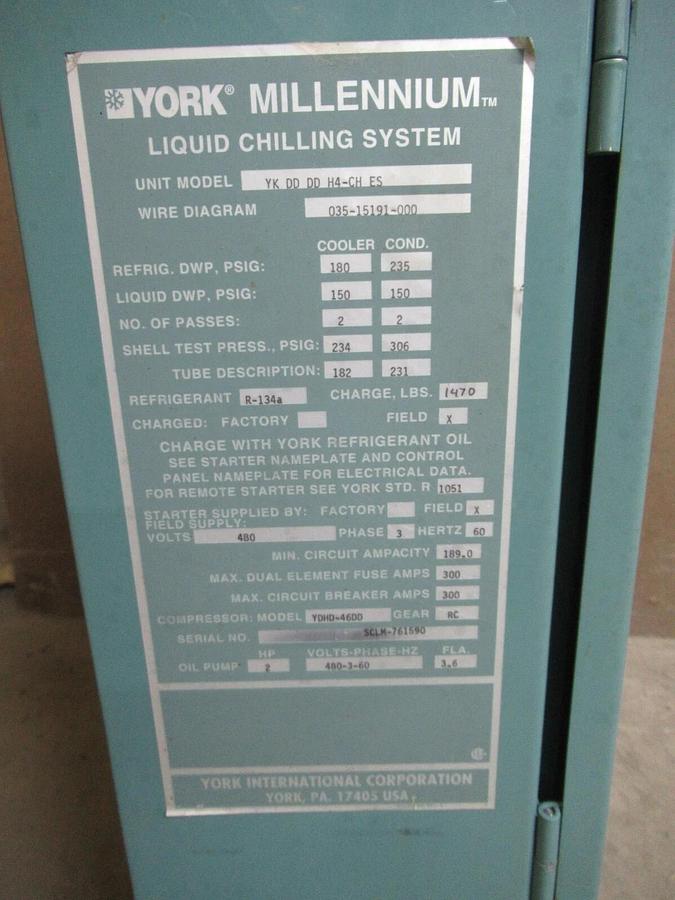 YORK® MILLENNIUM™
LIQUID CHILLING SYSTEM
UNIT MODEL YK DD DD H4-CH ES
WIRE DIAGRAM 035-15191-000
COOLER COND.
REFRIG. DWP, PSIG: 180 235
LIQUID DWP, PSIG: 150 150
NO. OF PASSES: 2 2
SHELL TEST PRESS., PSIG: 234 306
TUBE DESCRIPTION: 182 231
REFRIGERANT R-134a CHARGE, LBS. 1470
CHARGED: FACTORY FIELD X
CHARGE WITH YORK REFRIGERANT OIL
SEE STARTER NAMEPLATE AND CONTROL
PANEL NAMEPLATE FOR ELECTRICAL DATA.
FOR REMOTE STARTER SEE YORK STD. R 1051
STARTER SUPPLIED BY: FACTORY FIELD X
FIELD SUPPLY:
VOLTS 480 PHASE 3 HERTZ 60
MIN. CIRCUIT AMPACITY 189.0
MAX. DUAL ELEMENT FUSE AMPS 300
MAX. CIRCUIT BREAKER AMPS 300
COMPRESSOR: MODEL YDHD-46DD GEAR RC
SERIAL NO. SCLM-761590
HP VOLTS-PHASE-HZ FLA
OIL PUMP 2 480-3-60 3.6
YORK INTERNATIONAL CORPORATION
YORK, PA. 17405 USA